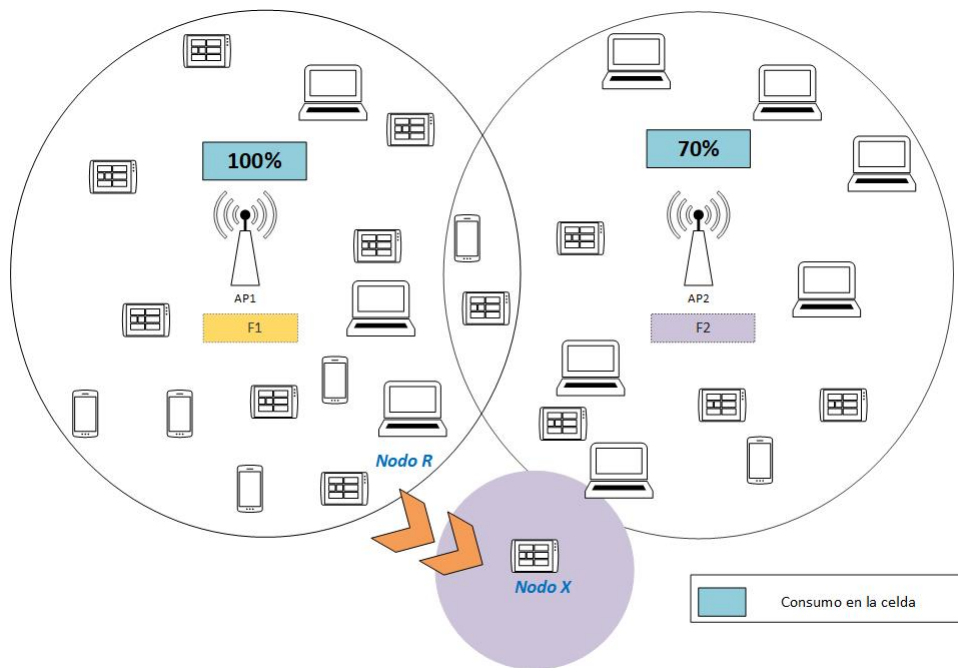 100%
70%
AP1
AP2
F1
F2
Nodo R
Nodo X
Consumo en la celda